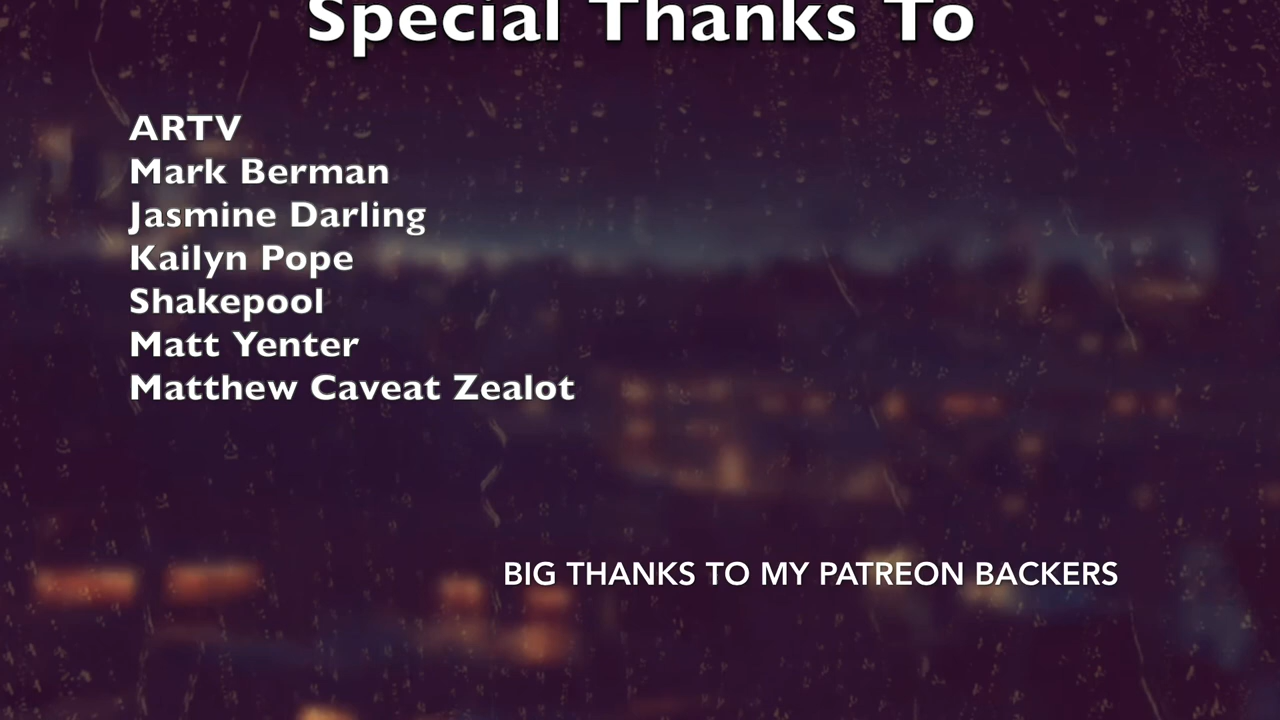 Special Thanks To
ARTV
Mark Berman
Jasmine Darling
Kailyn Pope
Shakepool
Matt Yenter
Matthew Caveat Zealot
BIG THANKS TO MY PATREON BACKERS